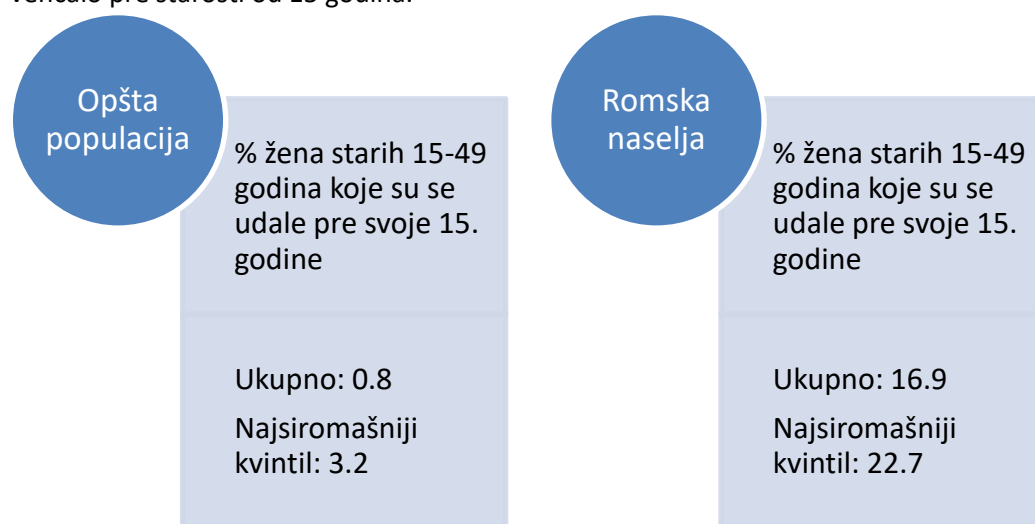 Opšta
populacija
% žena starih 15-49
godina koje su se
udale pre svoje 15.
godine
Ukupno: 0.8
Najsiromašniji
kvintil: 3.2
Romska
naselja
% žena starih 15-49
godina koje su se
udale pre svoje 15.
godine
Ukupno: 16.9
Najsiromašniji
kvintil: 22.7